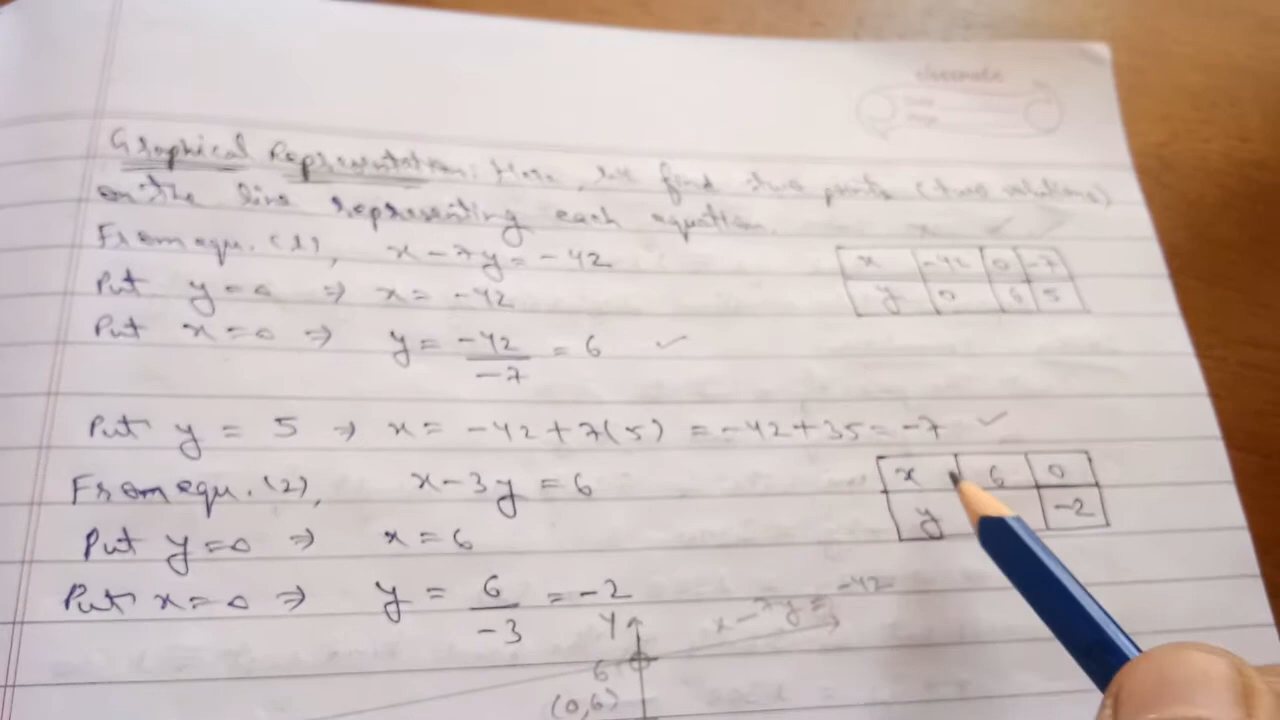 classmate
Graphical Representation: Here, we find two points (two solutions)
on the line representing each equation.
From equ. (1), x - 7y = -42
x -42 0 -7
y 0 6 5
Put y=0 ⇒ x = -42
Put x=0 ⇒ y = -42/-7 = 6 ✓
Put y = 5 ⇒ x = -42+7(5) = -42+35 = -7 ✓
From equ. (2), x-3y = 6
x 6 0
y -2
Put y=0 ⇒ x = 6
Put x=0 ⇒ y = 6/-3 = -2
Y
x-7y = -42
6
(0,6)